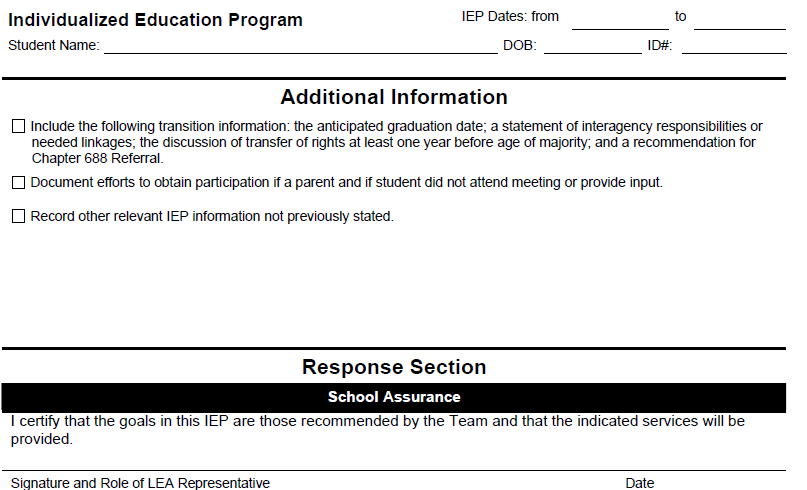 Individualized Education Program
IEP Dates: from to
Student Name: DOB: ID#:
Additional Information
Include the following transition information: the anticipated graduation date; a statement of interagency responsibilities or
needed linkages; the discussion of transfer of rights at least one year before age of majority; and a recommendation for
Chapter 688 Referral.
Document efforts to obtain participation if a parent and if student did not attend meeting or provide input.
Record other relevant IEP information not previously stated.
Response Section
School Assurance
I certify that the goals in this IEP are those recommended by the Team and that the indicated services will be
provided.
Signature and Role of LEA Representative Date